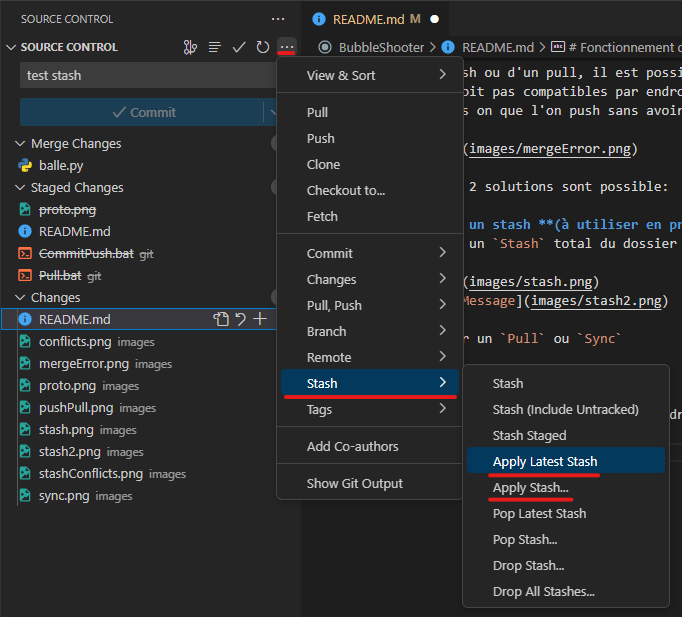 SOURCE CONTROL
SOURCE CONTROL
test stash
Commit
Merge Changes
balle.py
Staged Changes
proto.png
README.md
CommitPush.bat git
Pull.bat git
Changes
README.md
conflicts.png images
mergeError.png images
proto.png images
pushPull.png images
stash.png images
stash2.png images
stashConflicts.png images
sync.png images
README.md M
BubbleShooter > README.md > # Fonctionnement
sh ou d'un pull, il est possi
oit pas compatibles par endro
s on que l'on push sans avoir
(images/mergeError.png)
2 solutions sont possible:
un stash **(à utiliser en pr
un `Stash` total du dossier
(images/stash.png)
Message](images/stash2.png)
r un `Pull` ou `Sync`
dr
View & Sort
Pull
Push
Clone
Checkout to...
Fetch
Commit
Changes
Pull, Push
Branch
Remote
Stash
Tags
Add Co-authors
Show Git Output
Stash
Stash (Include Untracked)
Stash Staged
Apply Latest Stash
Apply Stash...
Pop Latest Stash
Pop Stash...
Drop Stash...
Drop All Stashes...